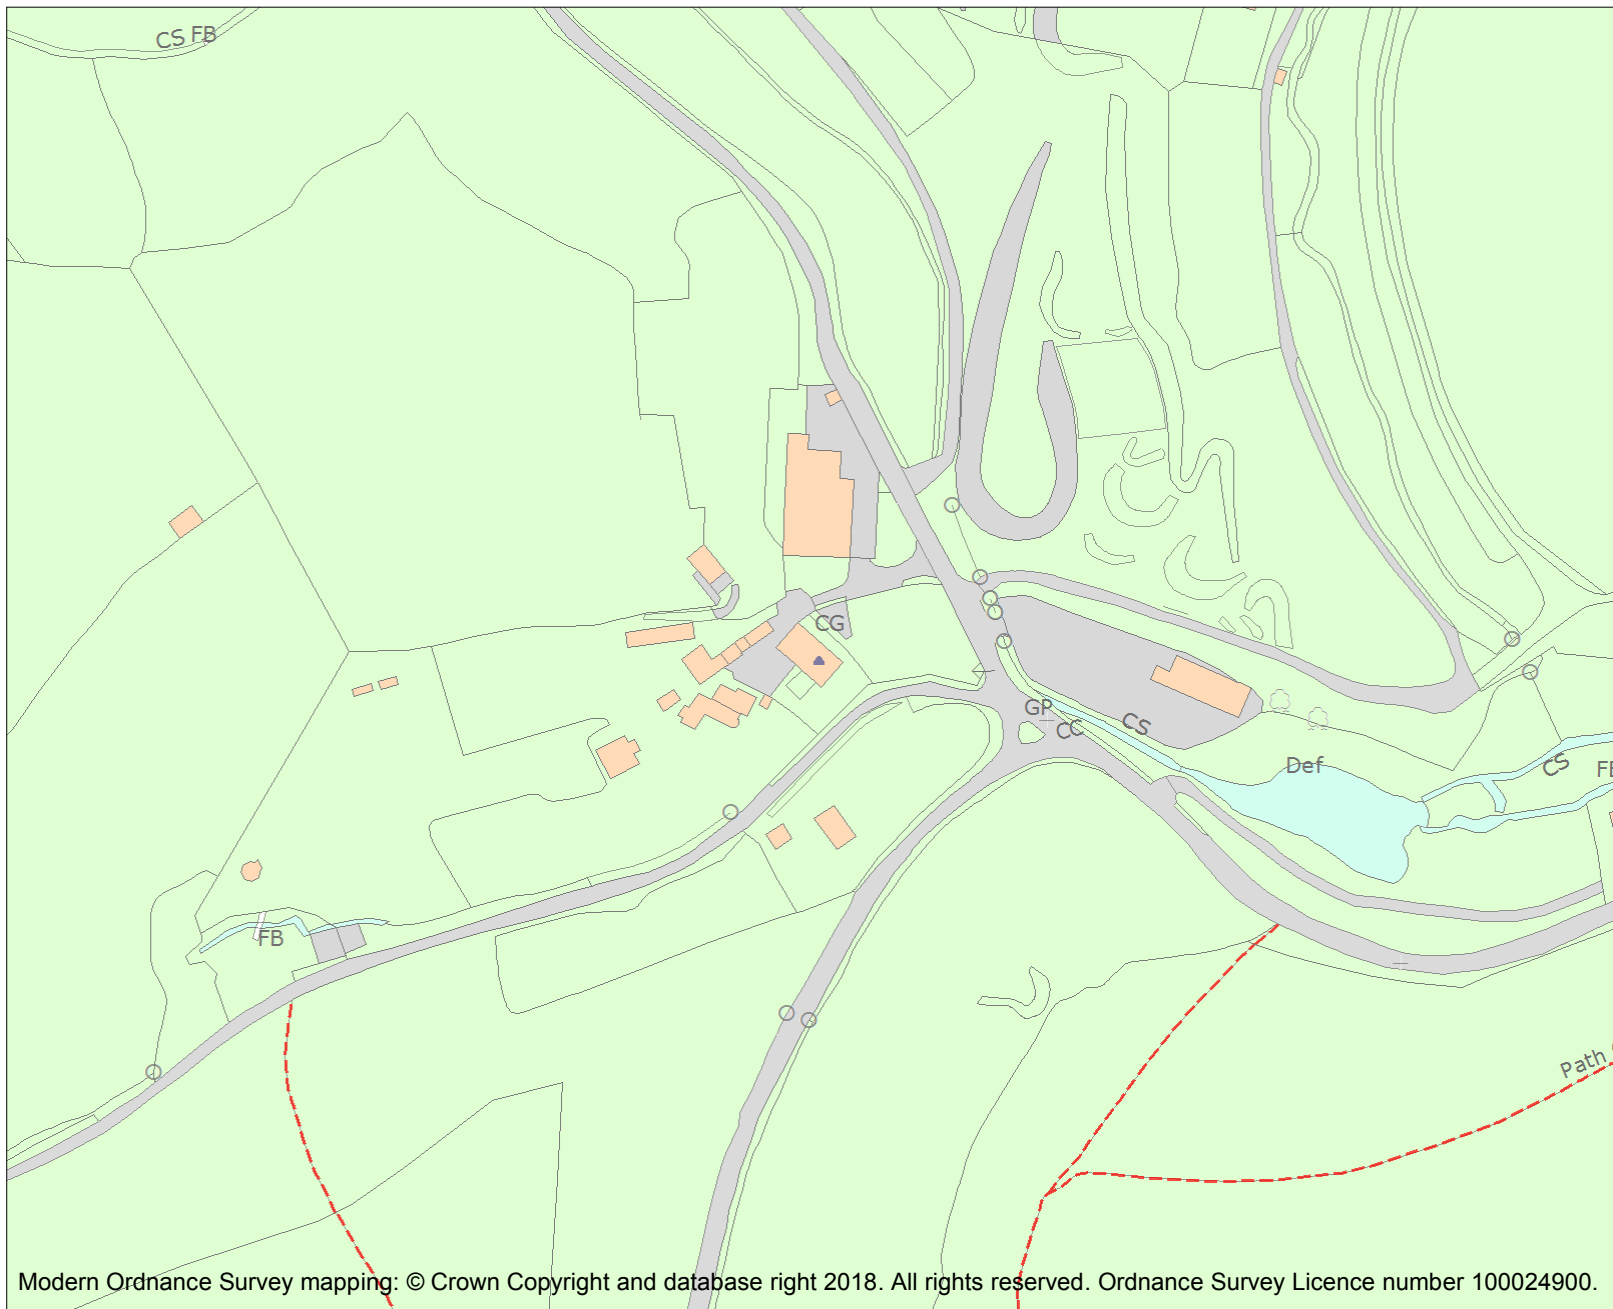 CS FB
CG
GP
CC
CS
Def
CS
FB
Path
Modern Ordnance Survey mapping: © Crown Copyright and database right 2018. All rights reserved. Ordnance Survey Licence number 100024900.